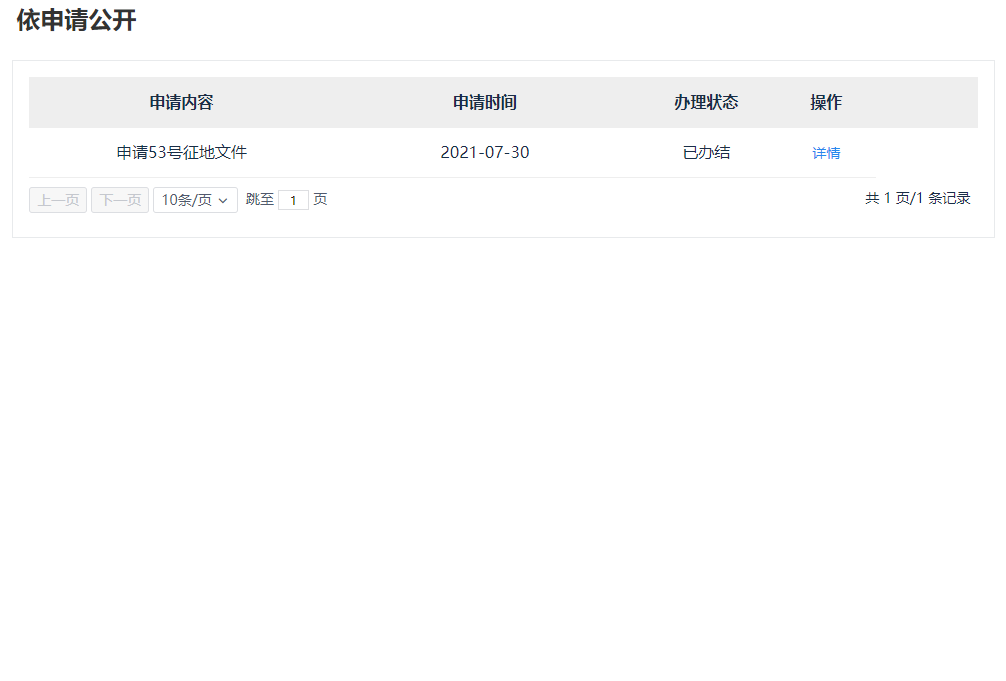 依申请公开
申请内容 申请时间 办理状态 操作
申请53号征地文件 2021-07-30 已办结 详情
上一页 下一页 10条/页 跳至 1 页 共 1 页/1 条记录